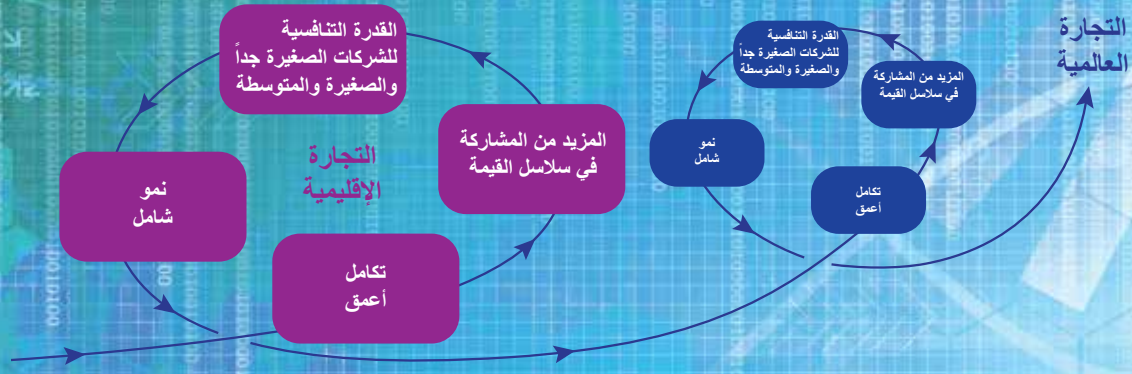 التجارة
العالمية
القدرة التنافسية
للشركات الصغيرة جداً
والصغيرة والمتوسطة
المزيد من المشاركة
في سلاسل القيمة
نمو
شامل
تكامل
أعمق
القدرة التنافسية
للشركات الصغيرة جداً
والصغيرة والمتوسطة
المزيد من المشاركة
في سلاسل القيمة
التجارة
الإقليمية
نمو
شامل
تكامل
أعمق